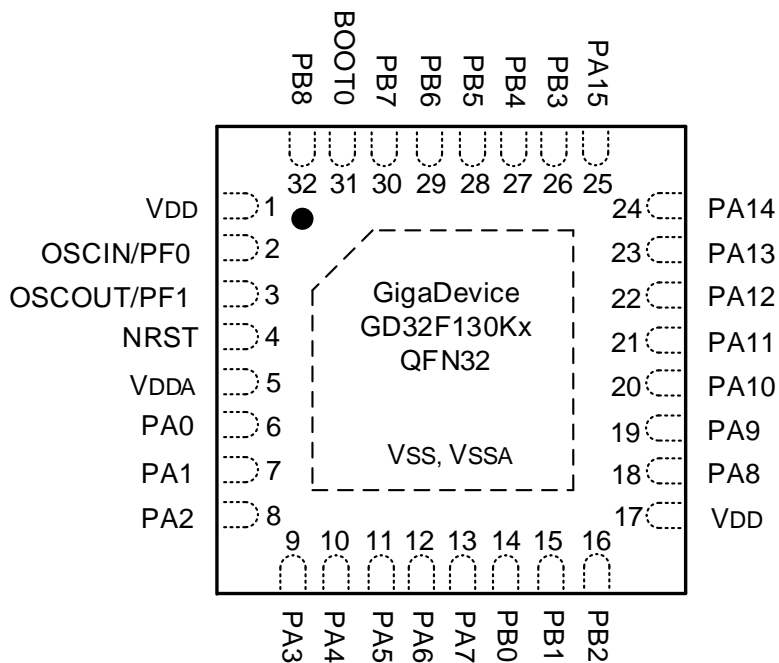 PB8 BOOT0 PB7 PB6 PB5 PB4 PB3 PA15
32 31 30 29 28 27 26 25
VDD 1
OSCIN/PF0 2
OSCOUT/PF1 3
NRST 4
VDDA 5
PA0 6
PA1 7
PA2 8
GigaDevice
GD32F130Kx
QFN32
VSS, VSSA
24 PA14
23 PA13
22 PA12
21 PA11
20 PA10
19 PA9
18 PA8
17 VDD
9 10 11 12 13 14 15 16
PA3 PA4 PA5 PA6 PA7 PB0 PB1 PB2